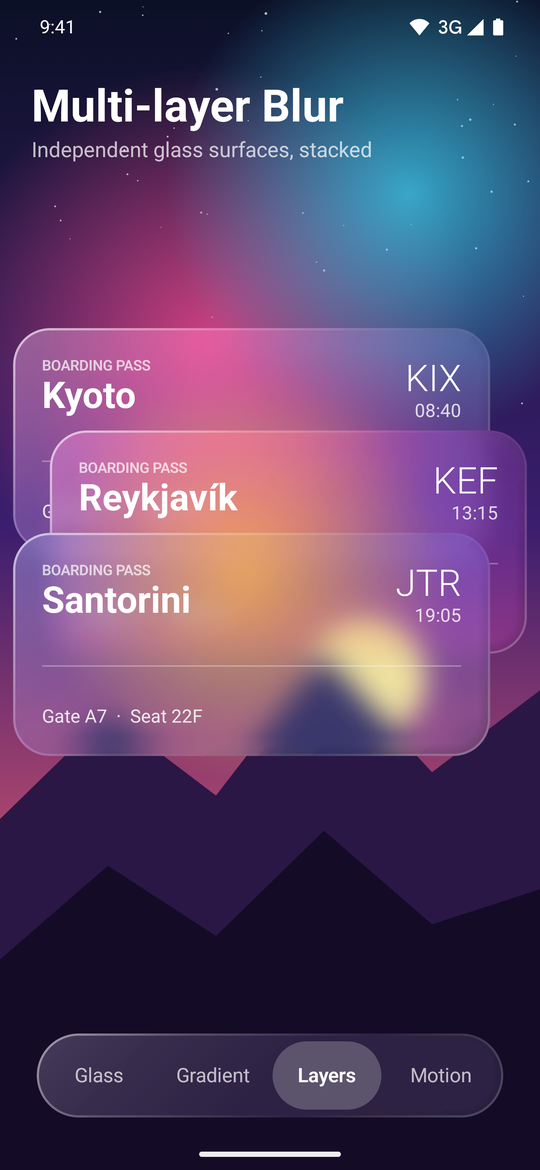 9:41
3G
Multi-layer Blur
Independent glass surfaces, stacked
BOARDING PASS
Kyoto
KIX
08:40
G
BOARDING PASS
Reykjavík
KEF
13:15
BOARDING PASS
Santorini
JTR
19:05
Gate A7 · Seat 22F
Glass
Gradient
Layers
Motion